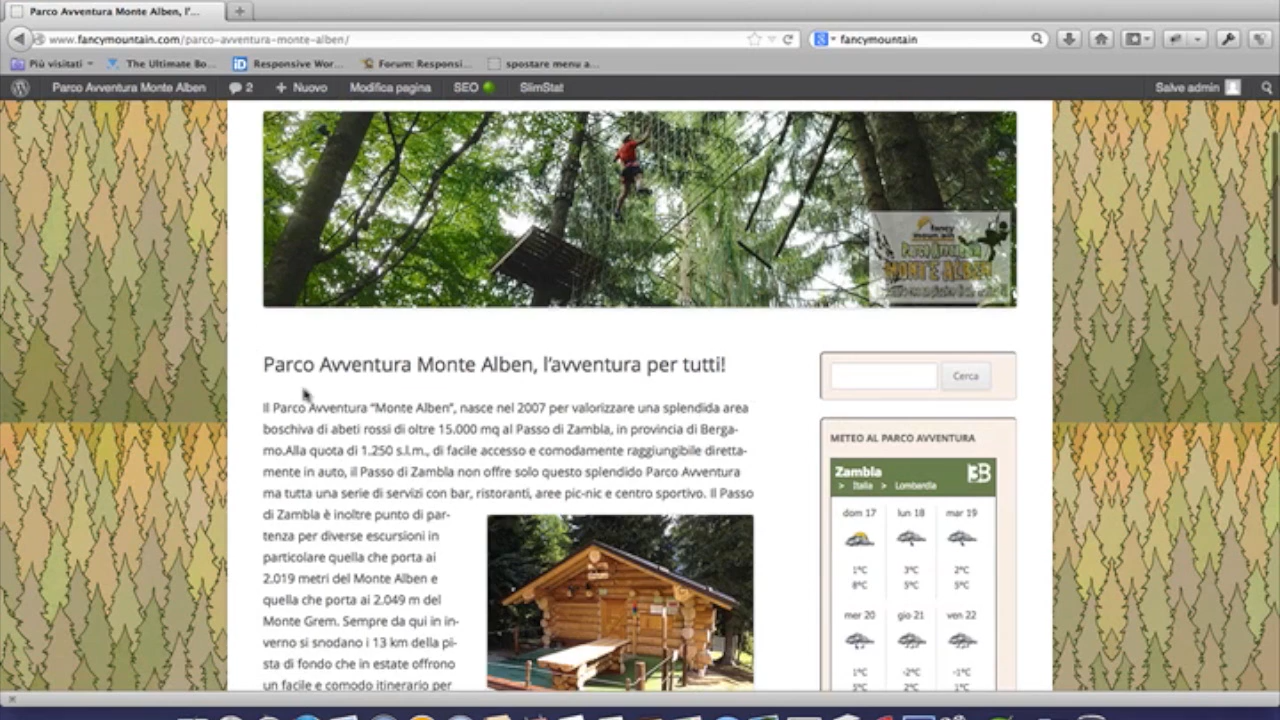 Parco Avventura Monte Alben, l'...
www.fancymountain.com/parco-avventura-monte-alben/
fancymountain
Più visitati
The Ultimate Bo...
Responsive Wor...
Forum: Responsi...
spostare menu a...
Parco Avventura Monte Alben
2
Nuovo
Modifica pagina
SEO
SlimStat
Salve admin
fancy
mountain
Parco Avventura
MONTE ALBEN
Parco Avventura Monte Alben, l'avventura per tutti!
Il Parco Avventura “Monte Alben”, nasce nel 2007 per valorizzare una splendida area
boschiva di abeti rossi di oltre 15.000 mq al Passo di Zambla, in provincia di Berga-
mo.Alla quota di 1.250 s.l.m., di facile accesso e comodamente raggiungibile diretta-
mente in auto, il Passo di Zambla non offre solo questo splendido Parco Avventura
ma tutta una serie di servizi con bar, ristoranti, aree pic-nic e centro sportivo. Il Passo
di Zambla è inoltre punto di par-
tenza per diverse escursioni in
particolare quella che porta ai
2.019 metri del Monte Alben e
quella che porta ai 2.049 m del
Monte Grem. Sempre da qui in in-
verno si snodano i 13 km della pi-
sta di fondo che in estate offrono
un facile e comodo itinerario per
Cerca
METEO AL PARCO AVVENTURA
Zambla
> Italia > Lombardia
3B
dom 17 lun 18 mar 19
1°C 3°C 2°C
8°C 5°C 5°C
mer 20 gio 21 ven 22
1°C -2°C -1°C
5°C 2°C 1°C